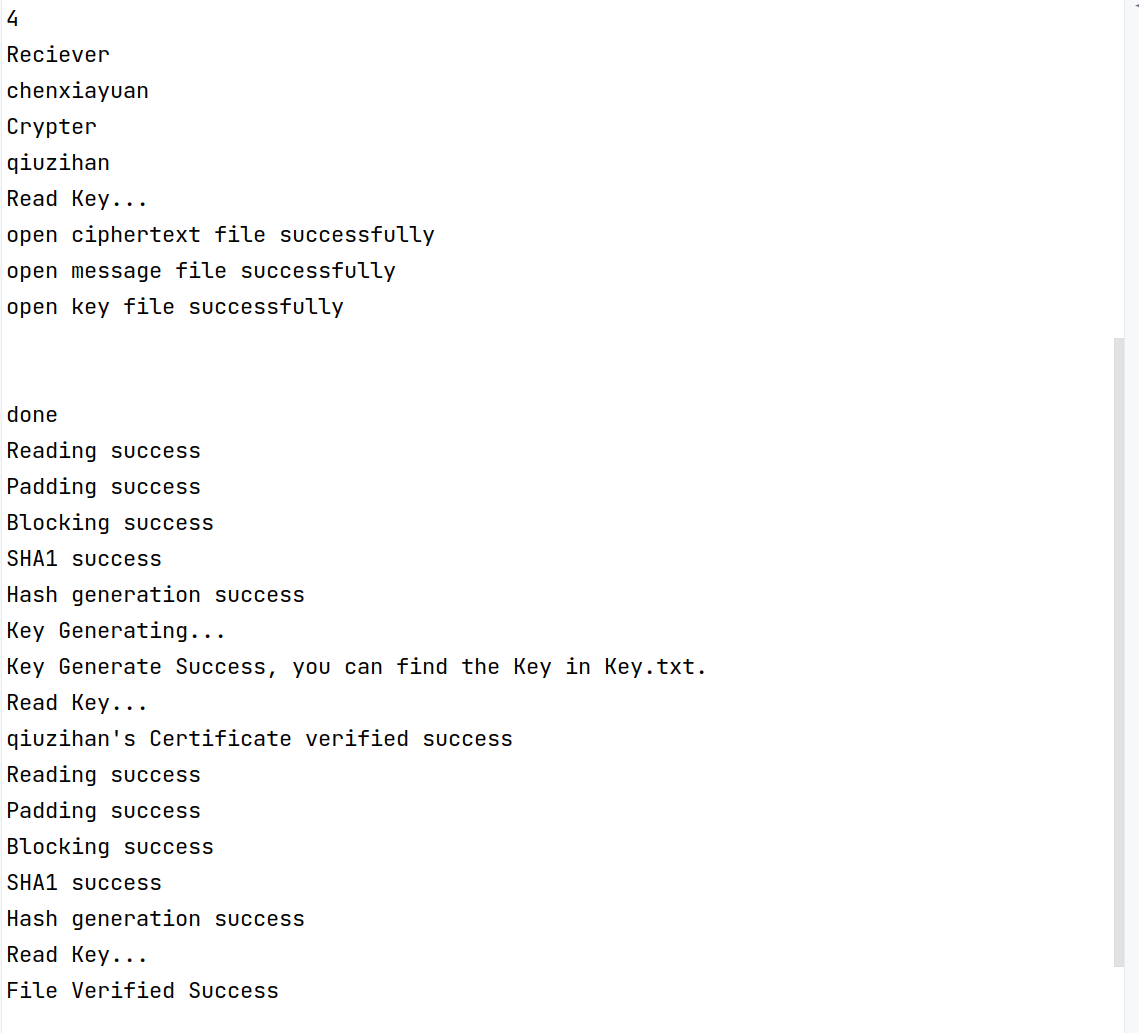 4
Reciever
chenxiayuan
Crypter
qiuzihan
Read Key...
open ciphertext file successfully
open message file successfully
open key file successfully
done
Reading success
Padding success
Blocking success
SHA1 success
Hash generation success
Key Generating...
Key Generate Success, you can find the Key in Key.txt.
Read Key...
qiuzihan's Certificate verified success
Reading success
Padding success
Blocking success
SHA1 success
Hash generation success
Read Key...
File Verified Success